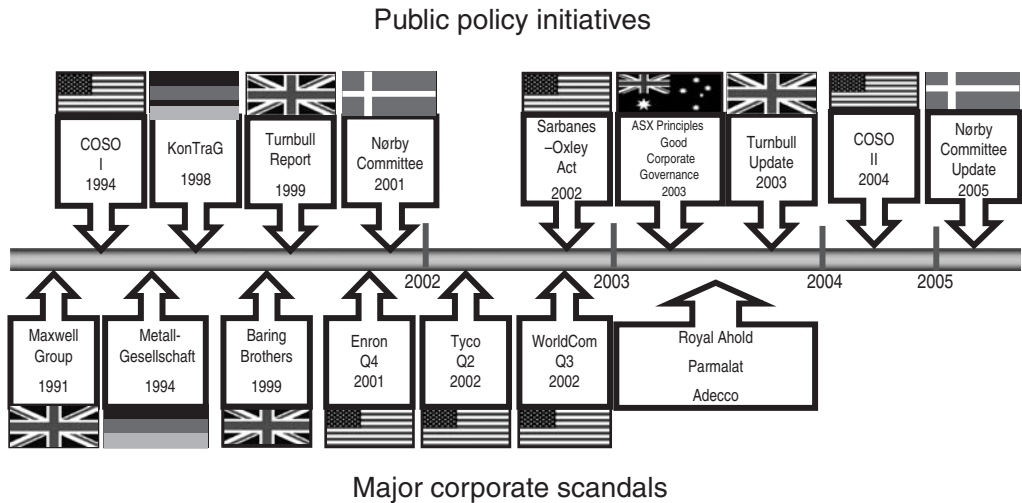 Public policy initiatives
COSO
I
1994
KonTraG
1998
Turnbull
Report
1999
Nørby
Committee
2001
Sarbanes
–Oxley
Act
2002
ASX Principles
Good
Corporate
Governance
2003
Turnbull
Update
2003
COSO
II
2004
Nørby
Committee
Update
2005
2002
2003
2004
2005
Maxwell
Group
1991
Metall-
Gesellschaft
1994
Baring
Brothers
1999
Enron
Q4
2001
Tyco
Q2
2002
WorldCom
Q3
2002
Royal Ahold
Parmalat
Adecco
Major corporate scandals